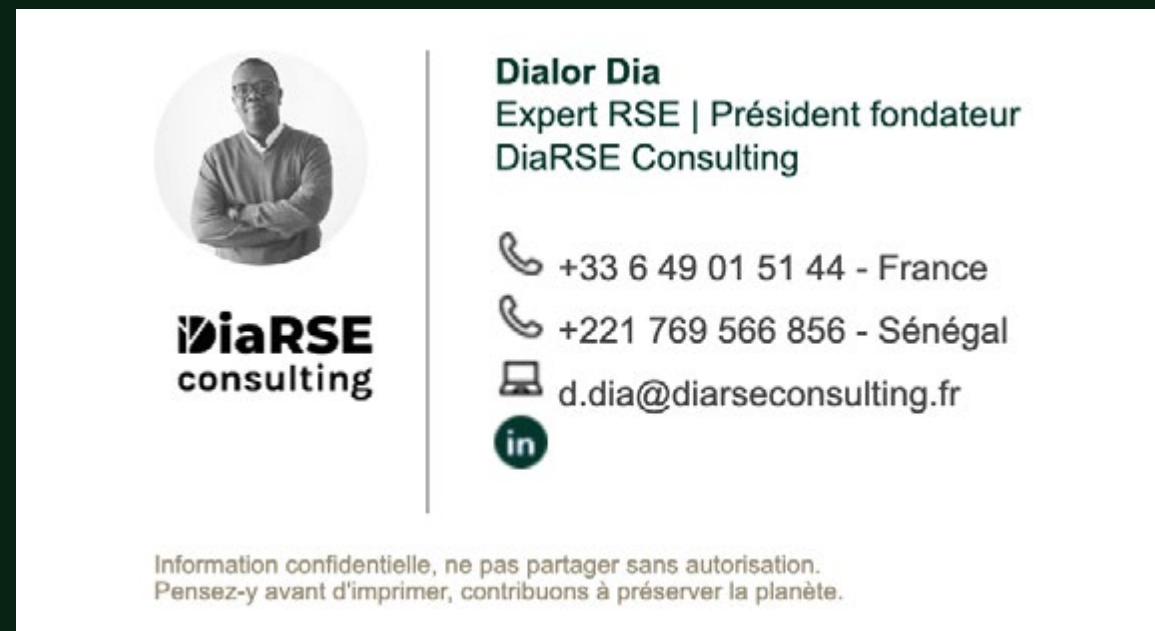 DiaRSE
consulting
Dialor Dia
Expert RSE | Président fondateur
DiaRSE Consulting
+33 6 49 01 51 44 - France
+221 769 566 856 - Sénégal
d.dia@diarseconsulting.fr
in
Information confidentielle, ne pas partager sans autorisation.
Pensez-y avant d'imprimer, contribuons à préserver la planète.